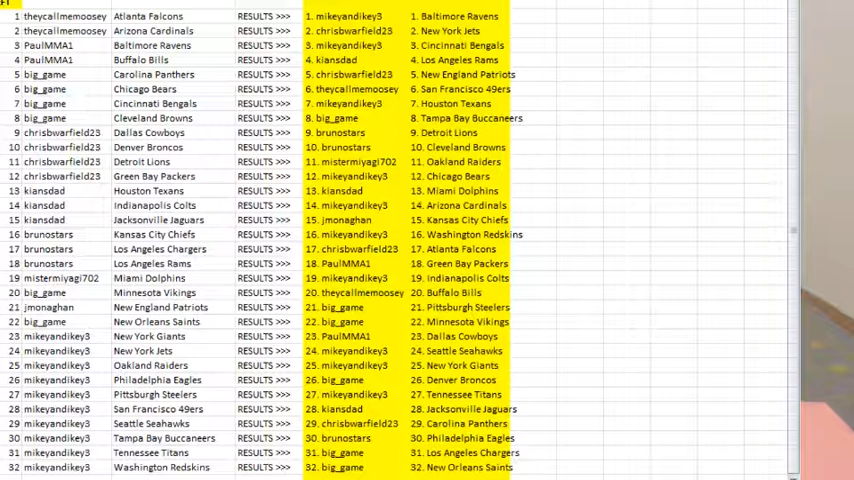 1 theycallmemoosey Atlanta Falcons RESULTS >>> 1. mikeyandikey3 1. Baltimore Ravens
2 theycallmemoosey Arizona Cardinals RESULTS >>> 2. chrisbwarfield23 2. New York Jets
3 PaulMMA1 Baltimore Ravens RESULTS >>> 3. mikeyandikey3 3. Cincinnati Bengals
4 PaulMMA1 Buffalo Bills RESULTS >>> 4. kiansdad 4. Los Angeles Rams
5 big_game Carolina Panthers RESULTS >>> 5. chrisbwarfield23 5. New England Patriots
6 big_game Chicago Bears RESULTS >>> 6. theycallmemoosey 6. San Francisco 49ers
7 big_game Cincinnati Bengals RESULTS >>> 7. mikeyandikey3 7. Houston Texans
8 big_game Cleveland Browns RESULTS >>> 8. big_game 8. Tampa Bay Buccaneers
9 chrisbwarfield23 Dallas Cowboys RESULTS >>> 9. brunostars 9. Detroit Lions
10 chrisbwarfield23 Denver Broncos RESULTS >>> 10. brunostars 10. Cleveland Browns
11 chrisbwarfield23 Detroit Lions RESULTS >>> 11. mistermiyagi702 11. Oakland Raiders
12 chrisbwarfield23 Green Bay Packers RESULTS >>> 12. mikeyandikey3 12. Chicago Bears
13 kiansdad Houston Texans RESULTS >>> 13. kiansdad 13. Miami Dolphins
14 kiansdad Indianapolis Colts RESULTS >>> 14. mikeyandikey3 14. Arizona Cardinals
15 kiansdad Jacksonville Jaguars RESULTS >>> 15. jmonaghan 15. Kansas City Chiefs
16 brunostars Kansas City Chiefs RESULTS >>> 16. mikeyandikey3 16. Washington Redskins
17 brunostars Los Angeles Chargers RESULTS >>> 17. chrisbwarfield23 17. Atlanta Falcons
18 brunostars Los Angeles Rams RESULTS >>> 18. PaulMMA1 18. Green Bay Packers
19 mistermiyagi702 Miami Dolphins RESULTS >>> 19. mikeyandikey3 19. Indianapolis Colts
20 big_game Minnesota Vikings RESULTS >>> 20. theycallmemoosey 20. Buffalo Bills
21 jmonaghan New England Patriots RESULTS >>> 21. big_game 21. Pittsburgh Steelers
22 big_game New Orleans Saints RESULTS >>> 22. big_game 22. Minnesota Vikings
23 mikeyandikey3 New York Giants RESULTS >>> 23. PaulMMA1 23. Dallas Cowboys
24 mikeyandikey3 New York Jets RESULTS >>> 24. mikeyandikey3 24. Seattle Seahawks
25 mikeyandikey3 Oakland Raiders RESULTS >>> 25. mikeyandikey3 25. New York Giants
26 mikeyandikey3 Philadelphia Eagles RESULTS >>> 26. big_game 26. Denver Broncos
27 mikeyandikey3 Pittsburgh Steelers RESULTS >>> 27. mikeyandikey3 27. Tennessee Titans
28 mikeyandikey3 San Francisco 49ers RESULTS >>> 28. kiansdad 28. Jacksonville Jaguars
29 mikeyandikey3 Seattle Seahawks RESULTS >>> 29. chrisbwarfield23 29. Carolina Panthers
30 mikeyandikey3 Tampa Bay Buccaneers RESULTS >>> 30. brunostars 30. Philadelphia Eagles
31 mikeyandikey3 Tennessee Titans RESULTS >>> 31. big_game 31. Los Angeles Chargers
32 mikeyandikey3 Washington Redskins RESULTS >>> 32. big_game 32. New Orleans Saints